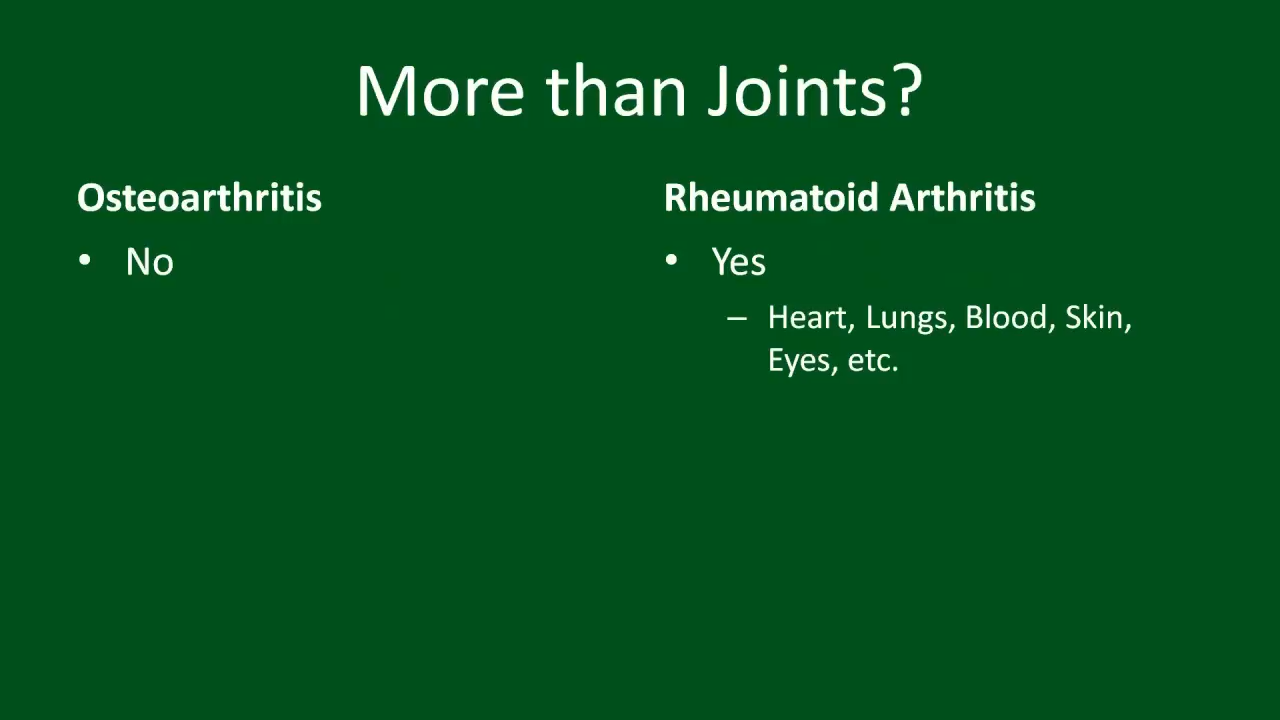 More than Joints?
Osteoarthritis
• No
Rheumatoid Arthritis
• Yes
– Heart, Lungs, Blood, Skin,
Eyes, etc.